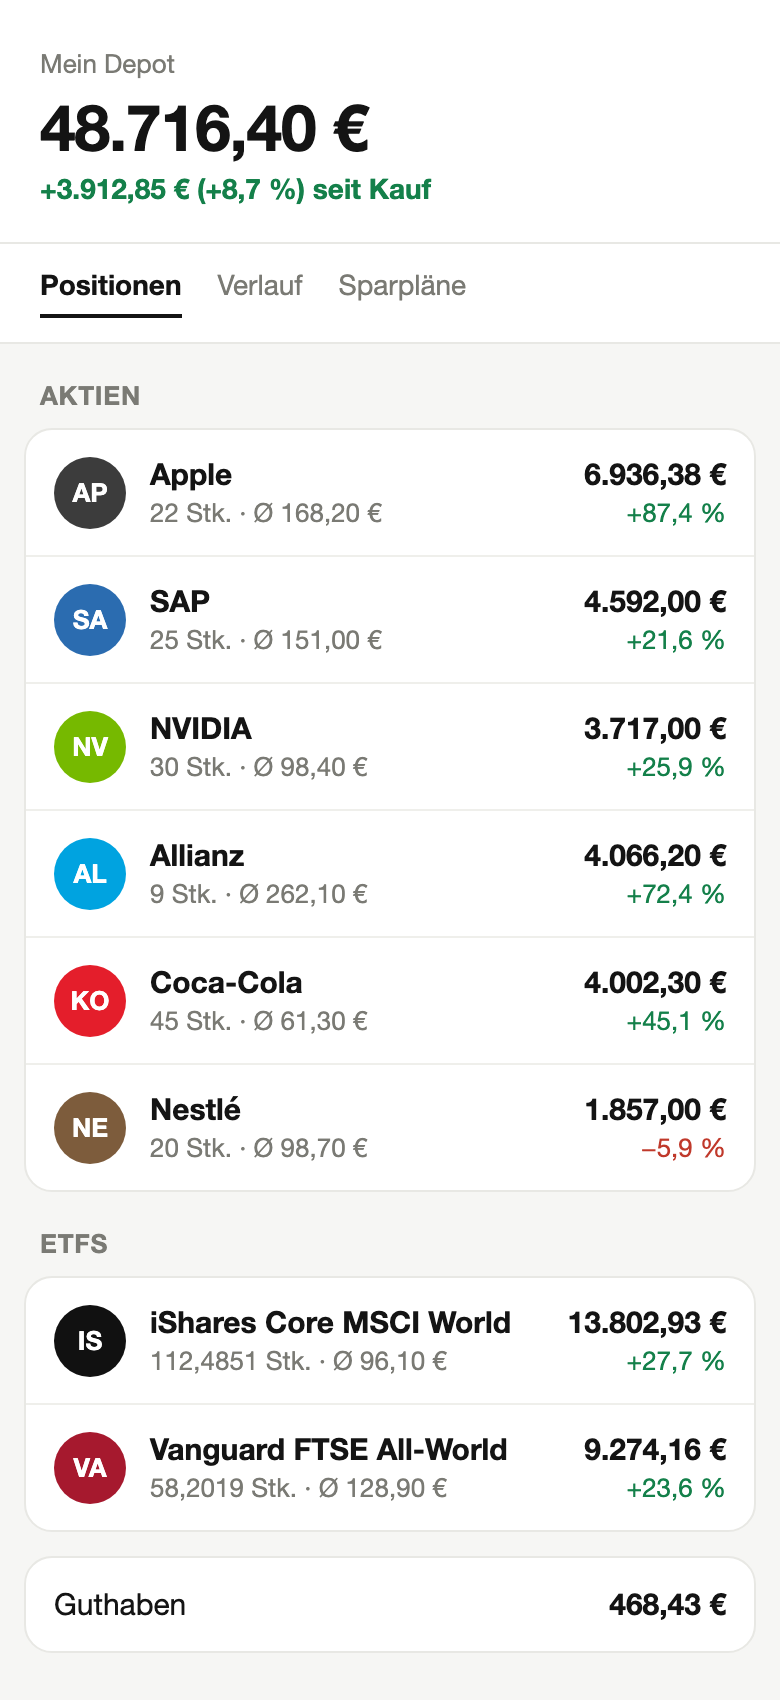 Mein Depot
48.716,40 €
+3.912,85 € (+8,7 %) seit Kauf
Positionen Verlauf Sparpläne
AKTIEN
AP Apple 6.936,38 €
22 Stk. · Ø 168,20 € +87,4 %
SA SAP 4.592,00 €
25 Stk. · Ø 151,00 € +21,6 %
NV NVIDIA 3.717,00 €
30 Stk. · Ø 98,40 € +25,9 %
AL Allianz 4.066,20 €
9 Stk. · Ø 262,10 € +72,4 %
KO Coca-Cola 4.002,30 €
45 Stk. · Ø 61,30 € +45,1 %
NE Nestlé 1.857,00 €
20 Stk. · Ø 98,70 € −5,9 %
ETFS
IS iShares Core MSCI World 13.802,93 €
112,4851 Stk. · Ø 96,10 € +27,7 %
VA Vanguard FTSE All-World 9.274,16 €
58,2019 Stk. · Ø 128,90 € +23,6 %
Guthaben 468,43 €